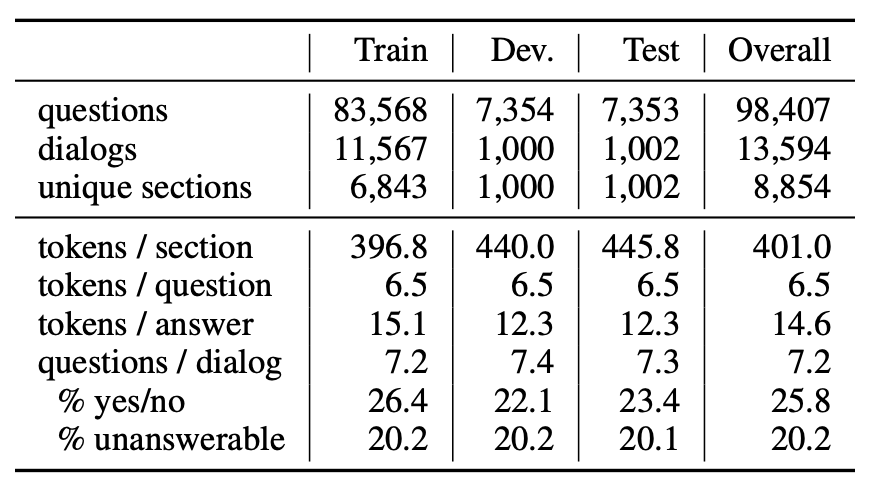 Train Dev. Test Overall
questions 83,568 7,354 7,353 98,407
dialogs 11,567 1,000 1,002 13,594
unique sections 6,843 1,000 1,002 8,854
tokens / section 396.8 440.0 445.8 401.0
tokens / question 6.5 6.5 6.5 6.5
tokens / answer 15.1 12.3 12.3 14.6
questions / dialog 7.2 7.4 7.3 7.2
% yes/no 26.4 22.1 23.4 25.8
% unanswerable 20.2 20.2 20.1 20.2